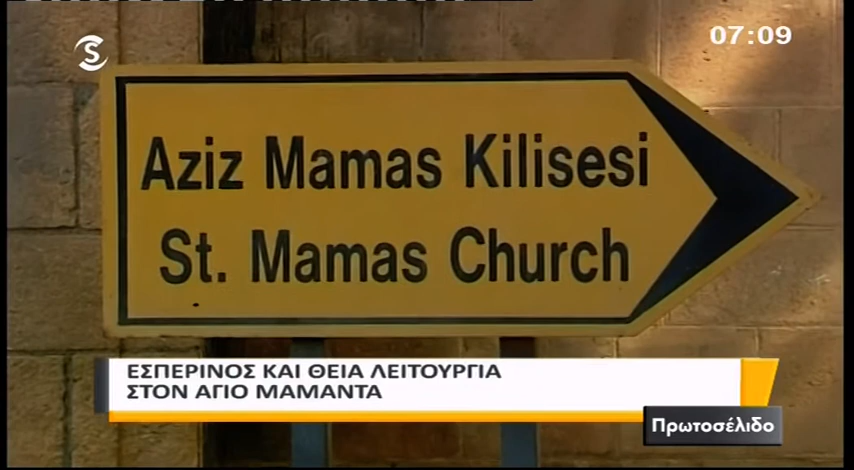 07:09
Aziz Mamas Kilisesi
St. Mamas Church
ΕΣΠΕΡΙΝΟΣ ΚΑΙ ΘΕΙΑ ΛΕΙΤΟΥΡΓΙΑ
ΣΤΟΝ ΑΓΙΟ ΜΑΜΑΝΤΑ
Πρωτοσέλιδο